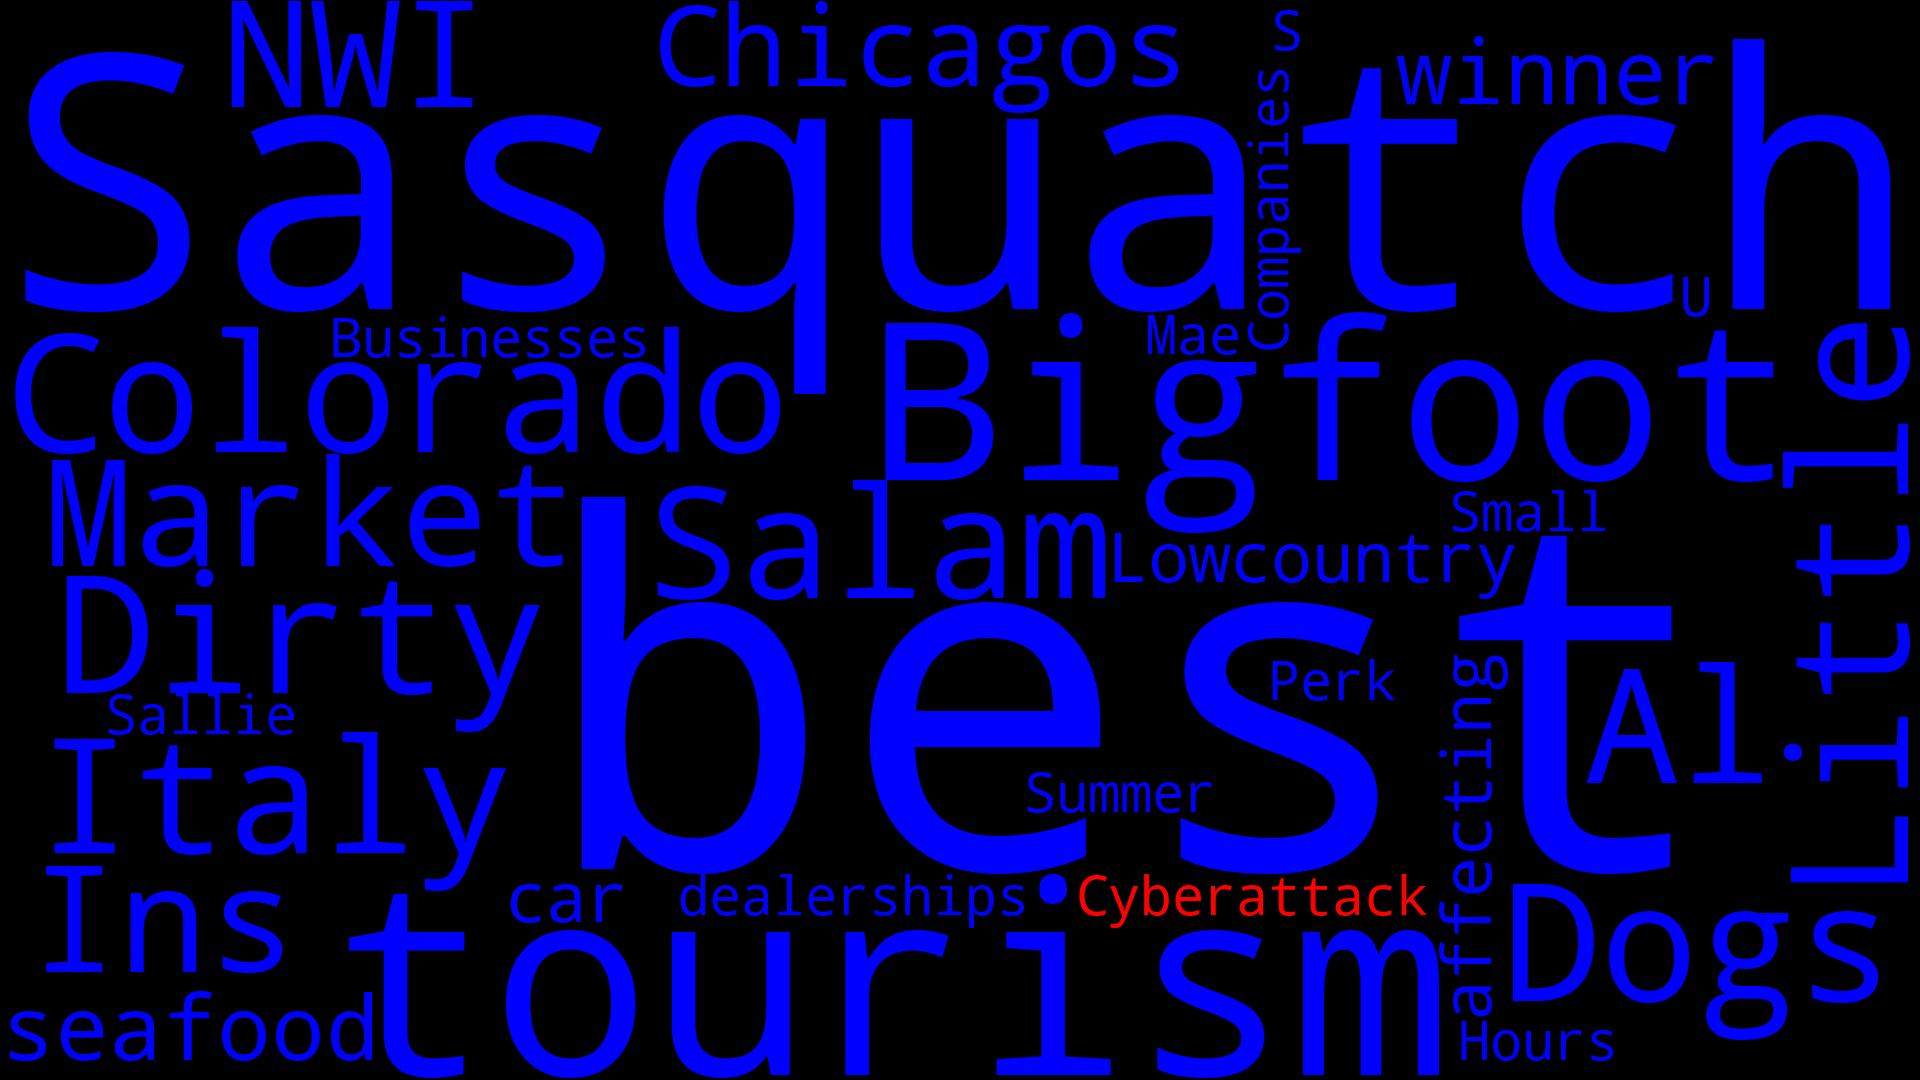 NWI
Chicagos
S
winner
Sasquatch
Companies
U
Businesses
Mae
Colorado
Bigfoot
Little
Market
Salam
Small
Lowcountry
Dirty
best
Perk
Al
Sallie
affecting
Italy
Summer
Ins
car
dealerships
Cyberattack
Dogs
tourism
seafood
Hours